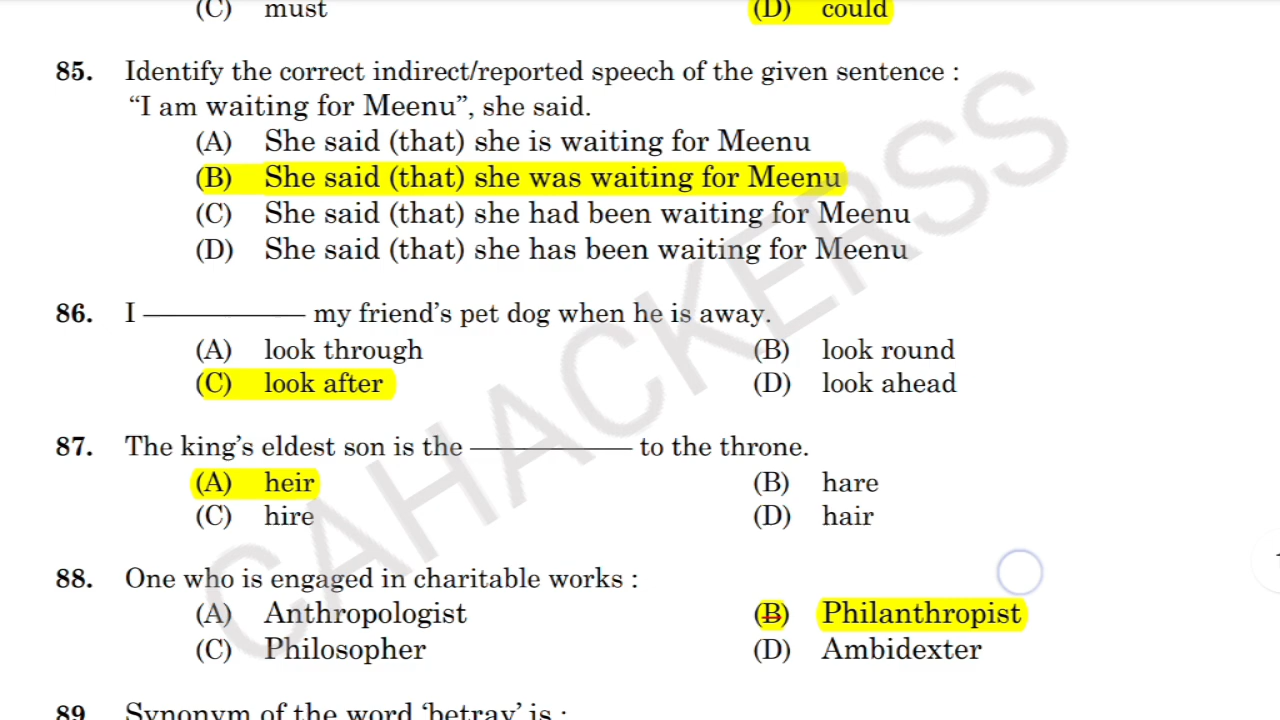 (C) must (D) could
85. Identify the correct indirect/reported speech of the given sentence :
“I am waiting for Meenu”, she said.
(A) She said (that) she is waiting for Meenu
(B) She said (that) she was waiting for Meenu
(C) She said (that) she had been waiting for Meenu
(D) She said (that) she has been waiting for Meenu
86. I ________ my friend’s pet dog when he is away.
(A) look through (B) look round
(C) look after (D) look ahead
87. The king’s eldest son is the ________ to the throne.
(A) heir (B) hare
(C) hire (D) hair
88. One who is engaged in charitable works :
(A) Anthropologist (B) Philanthropist
(C) Philosopher (D) Ambidexter
89 Synonym of the word ‘betray’ is :
CAHACKERSS